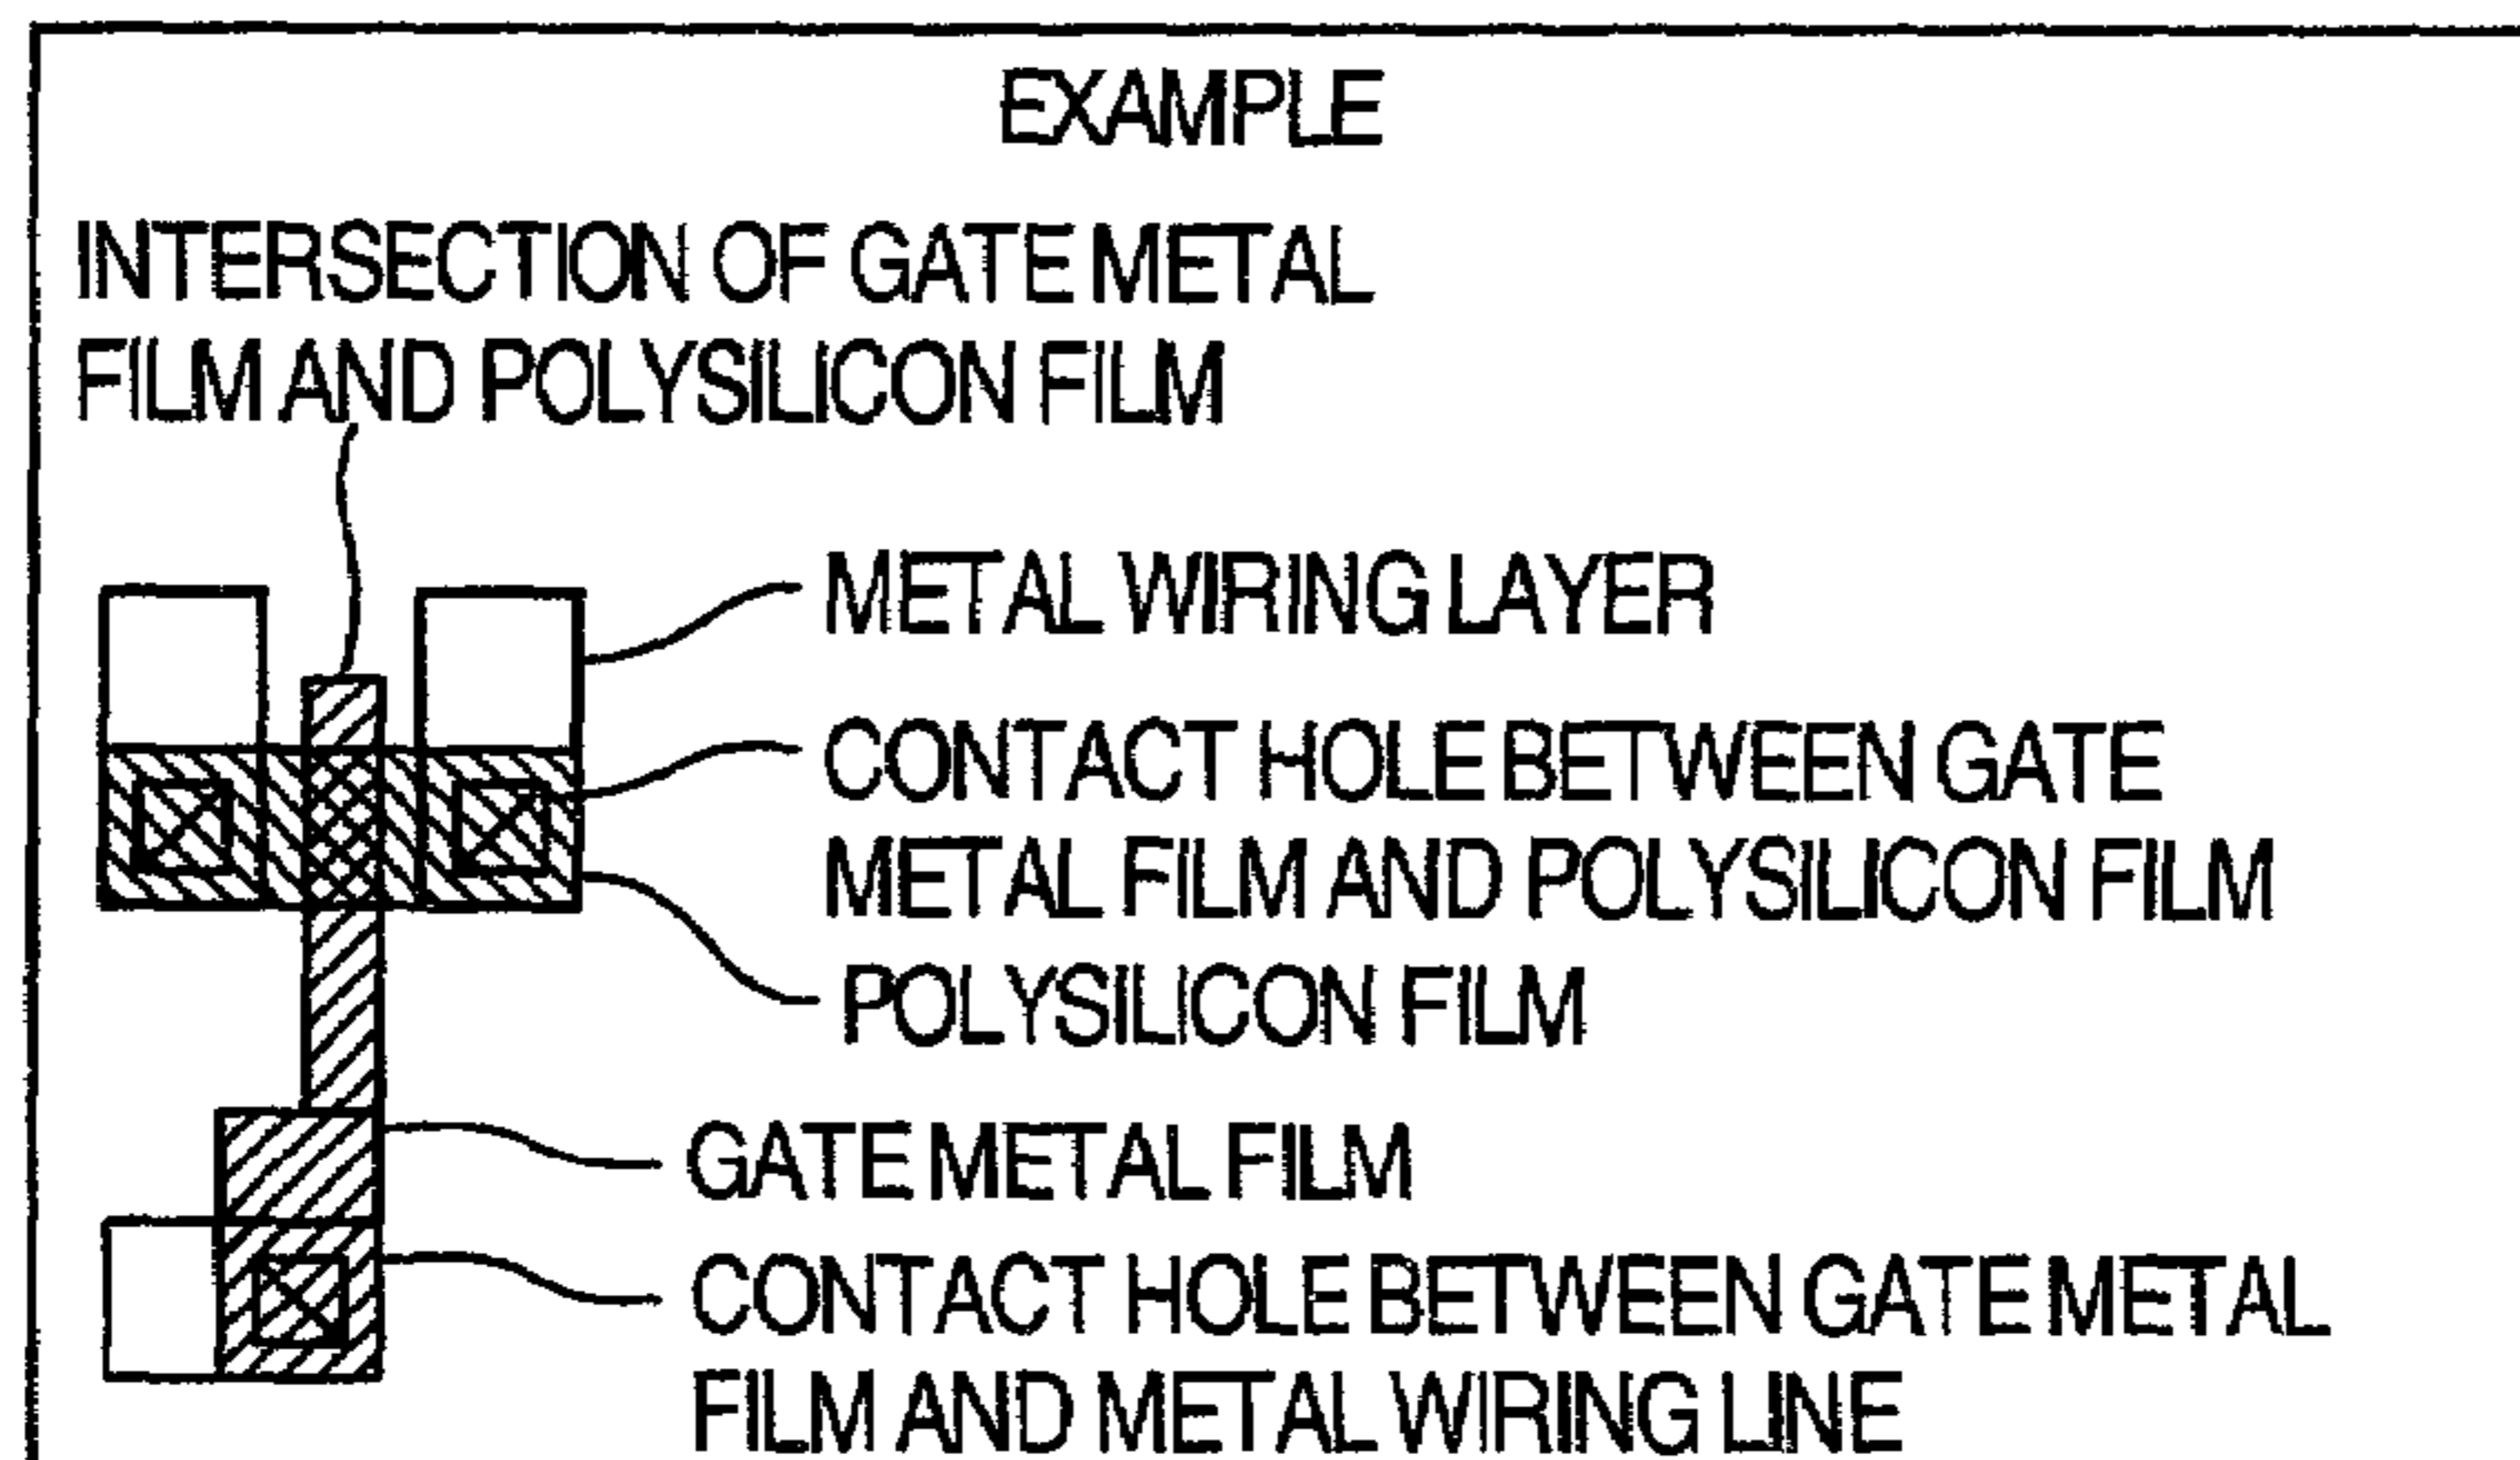 EXAMPLE
INTERSECTION OF GATE METAL
FILM AND POLYSILICON FILM
METAL WIRING LAYER
CONTACT HOLE BETWEEN GATE
METAL FILM AND POLYSILICON FILM
POLYSILICON FILM
GATE METAL FILM
CONTACT HOLE BETWEEN GATE METAL
FILM AND METAL WIRING LINE